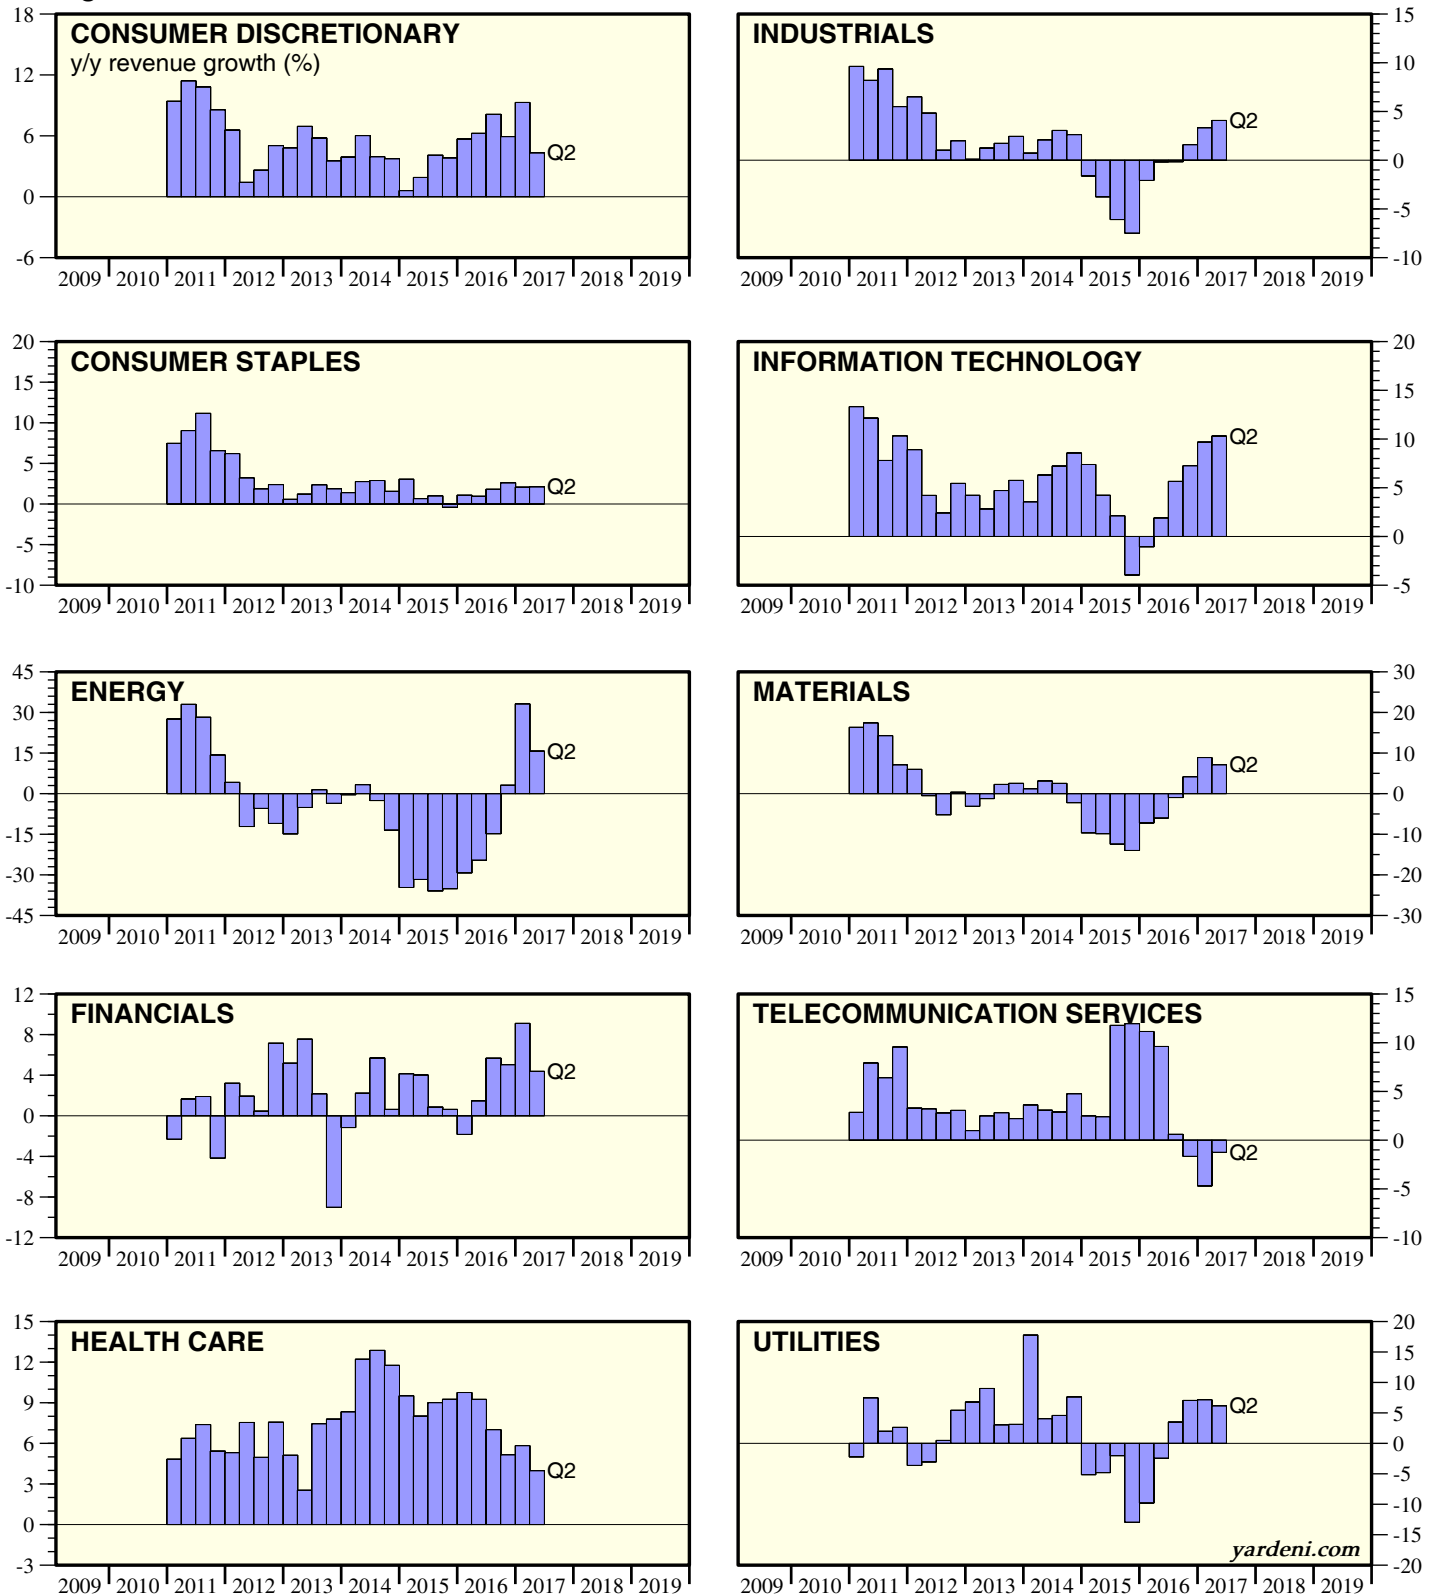 CONSUMER DISCRETIONARY
y/y revenue growth (%)
18
12
6
0
-6
Q2
2009 2010 2011 2012 2013 2014 2015 2016 2017 2018 2019
INDUSTRIALS
15
10
5
0
-5
-10
Q2
2009 2010 2011 2012 2013 2014 2015 2016 2017 2018 2019
CONSUMER STAPLES
20
15
10
5
0
-5
-10
Q2
2009 2010 2011 2012 2013 2014 2015 2016 2017 2018 2019
INFORMATION TECHNOLOGY
20
15
10
5
0
-5
Q2
2009 2010 2011 2012 2013 2014 2015 2016 2017 2018 2019
ENERGY
45
30
15
0
-15
-30
-45
Q2
2009 2010 2011 2012 2013 2014 2015 2016 2017 2018 2019
MATERIALS
30
20
10
0
-10
-20
-30
Q2
2009 2010 2011 2012 2013 2014 2015 2016 2017 2018 2019
FINANCIALS
12
8
4
0
-4
-8
-12
Q2
2009 2010 2011 2012 2013 2014 2015 2016 2017 2018 2019
TELECOMMUNICATION SERVICES
15
10
5
0
-5
-10
Q2
2009 2010 2011 2012 2013 2014 2015 2016 2017 2018 2019
HEALTH CARE
15
12
9
6
3
0
-3
Q2
2009 2010 2011 2012 2013 2014 2015 2016 2017 2018 2019
UTILITIES
20
15
10
5
0
-5
-10
-15
-20
Q2
yardeni.com
2009 2010 2011 2012 2013 2014 2015 2016 2017 2018 2019